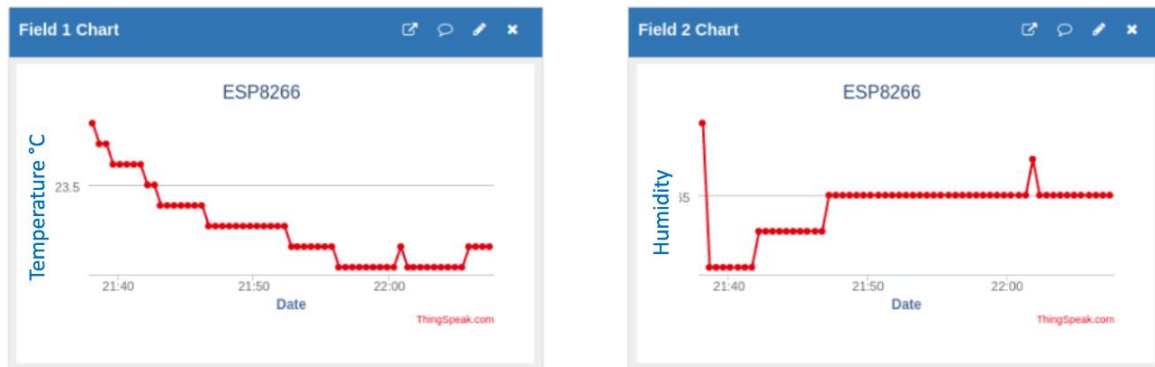 Field 1 Chart
ESP8266
Temperature °C
23.5
21:40
21:50
22:00
Date
ThingSpeak.com
Field 2 Chart
ESP8266
Humidity
21:40
21:50
22:00
Date
ThingSpeak.com